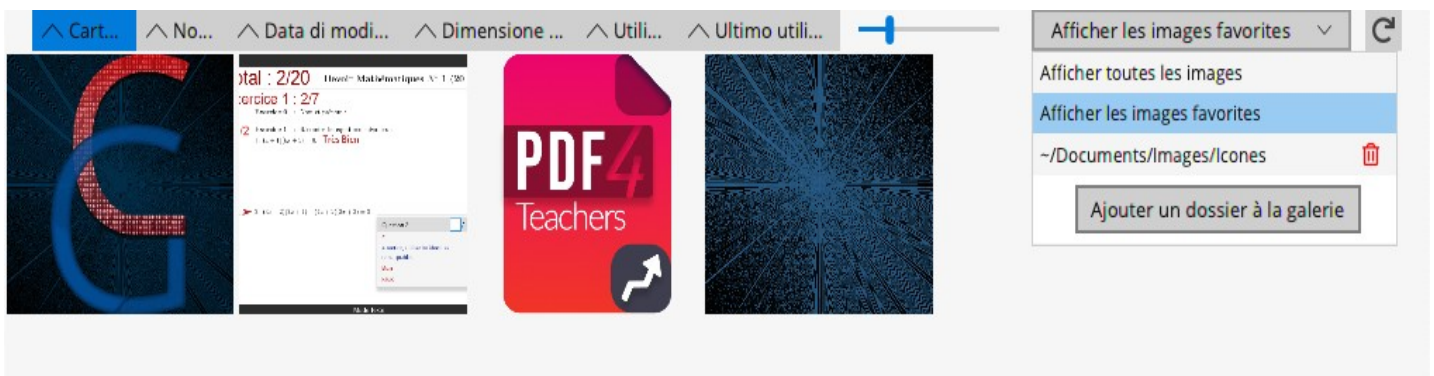 Cart... No... Data di modi... Dimensione ... Utili... Ultimo utili...
Afficher les images favorites
Afficher toutes les images
Afficher les images favorites
~/Documents/Images/Icones
Ajouter un dossier à la galerie
otal : 2/20
ercice 1 : 2/7
Très Bien
PDF4
Teachers